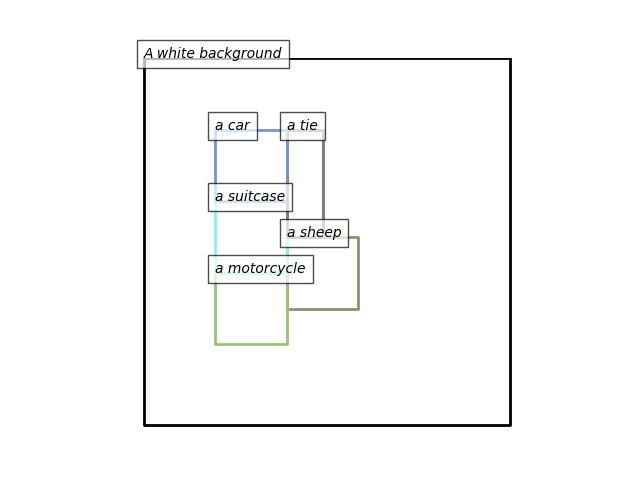 A white background
a car
a tie
a suitcase
a sheep
a motorcycle